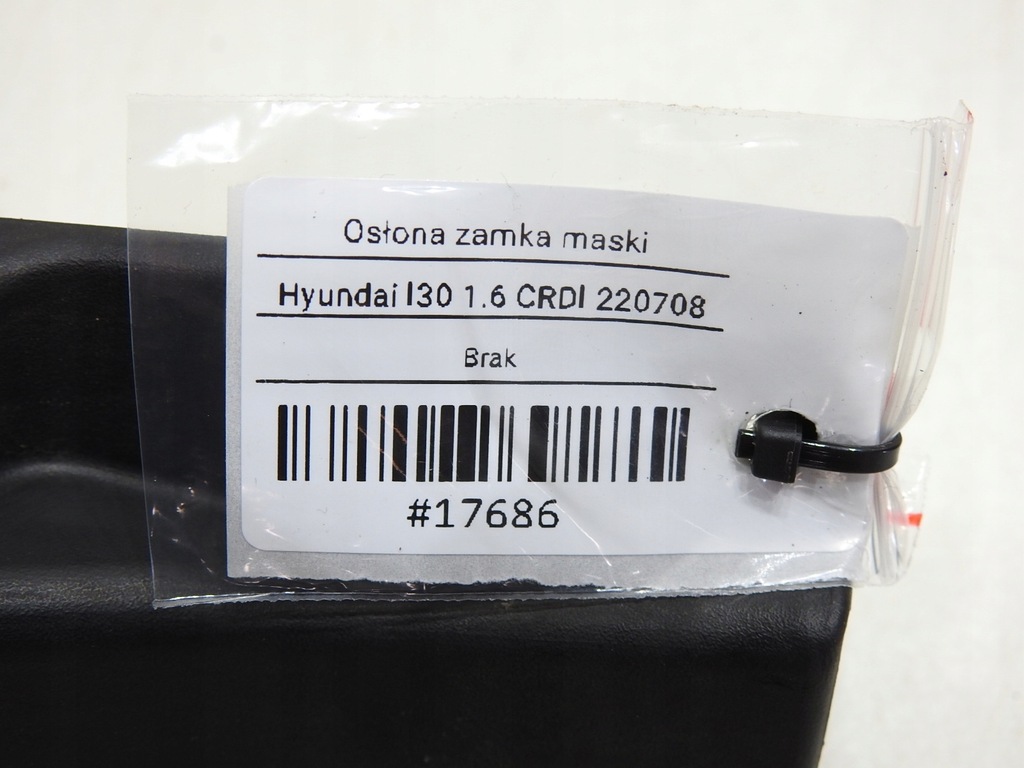 Osłona zamka maski
Hyundai I30 1.6 CRDI 220708
Brak
#17686